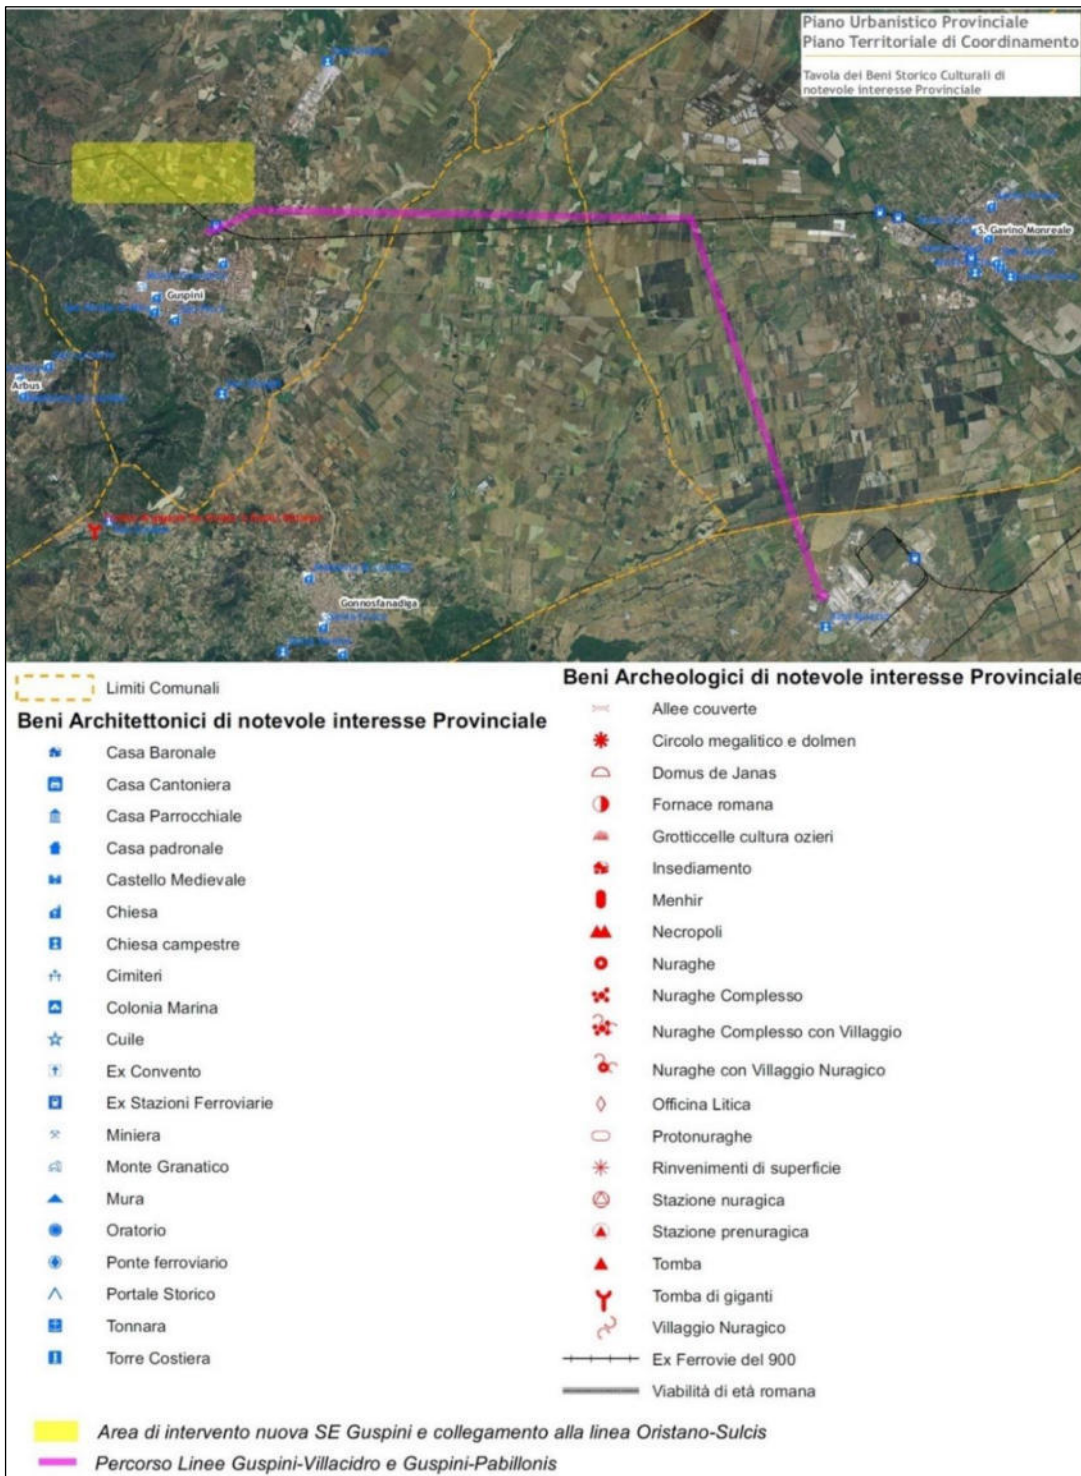 Piano Urbanistico Provinciale
Piano Territoriale di Coordinamento
Tavola dei Beni Storico Culturali di
notevole interesse Provinciale
S. Gavino Monreale
Guspini
Arbus
Gonnosfanadiga
Limiti Comunali
Beni Architettonici di notevole interesse Provinciale
Casa Baronale
Casa Cantoniera
Casa Parrocchiale
Casa padronale
Castello Medievale
Chiesa
Chiesa campestre
Cimiteri
Colonia Marina
Cuile
Ex Convento
Ex Stazioni Ferroviarie
Miniera
Monte Granatico
Mura
Oratorio
Ponte ferroviario
Portale Storico
Tonnara
Torre Costiera
Beni Archeologici di notevole interesse Provinciale
Allee couverte
Circolo megalitico e dolmen
Domus de Janas
Fornace romana
Grotticcelle cultura ozieri
Insediamento
Menhir
Necropoli
Nuraghe
Nuraghe Complesso
Nuraghe Complesso con Villaggio
Nuraghe con Villaggio Nuragico
Officina Litica
Protonuraghe
Rinvenimenti di superficie
Stazione nuragica
Stazione prenuragica
Tomba
Tomba di giganti
Villaggio Nuragico
Ex Ferrovie del 900
Viabilità di età romana
Area di intervento nuova SE Guspini e collegamento alla linea Oristano-Sulcis
Percorso Linee Guspini-Villacidro e Guspini-Pabillonis